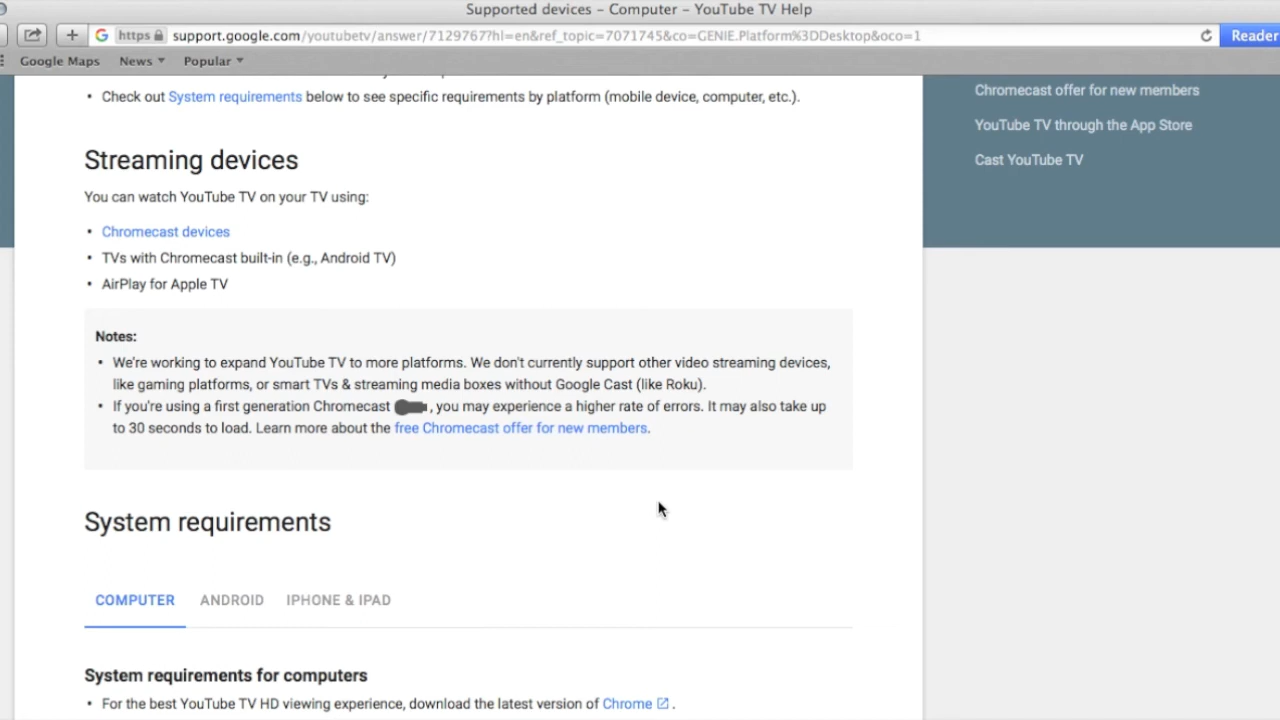 Supported devices – Computer – YouTube TV Help
https support.google.com/youtubetv/answer/7129767?hl=en&ref_topic=7071745&co=GENIE.Platform%3DDesktop&oco=1 Reader
Google Maps News Popular
• Check out System requirements below to see specific requirements by platform (mobile device, computer, etc.).
Streaming devices
You can watch YouTube TV on your TV using:
• Chromecast devices
• TVs with Chromecast built-in (e.g., Android TV)
• AirPlay for Apple TV
Notes:
• We're working to expand YouTube TV to more platforms. We don't currently support other video streaming devices,
like gaming platforms, or smart TVs & streaming media boxes without Google Cast (like Roku).
• If you're using a first generation Chromecast , you may experience a higher rate of errors. It may also take up
to 30 seconds to load. Learn more about the free Chromecast offer for new members.
System requirements
COMPUTER ANDROID IPHONE & IPAD
System requirements for computers
• For the best YouTube TV HD viewing experience, download the latest version of Chrome .
Chromecast offer for new members
YouTube TV through the App Store
Cast YouTube TV